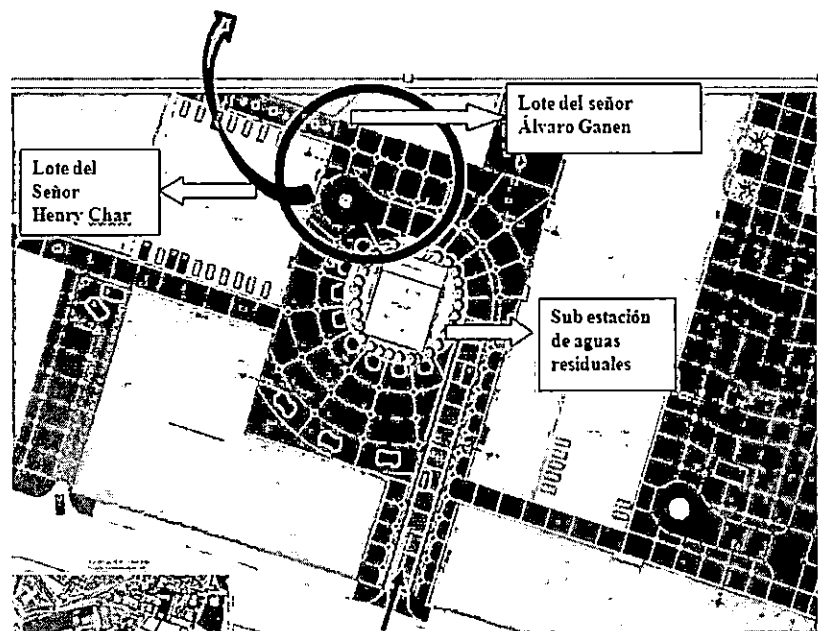 Lote del señor
Álvaro Ganen
Lote del
Señor
Henry Char
Sub estación
de aguas
residuales